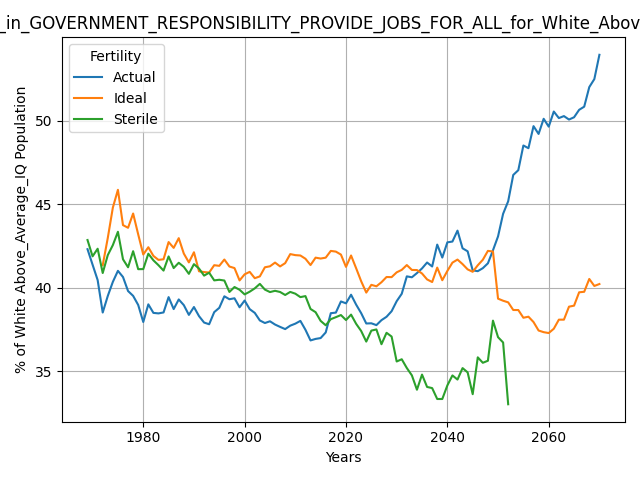 _in_GOVERNMENT_RESPONSIBILITY_PROVIDE_JOBS_FOR_ALL_for_White_Abov
Fertility
Actual
Ideal
Sterile
% of White Above_Average_IQ Population
50
45
40
35
1980 2000 2020 2040 2060
Years